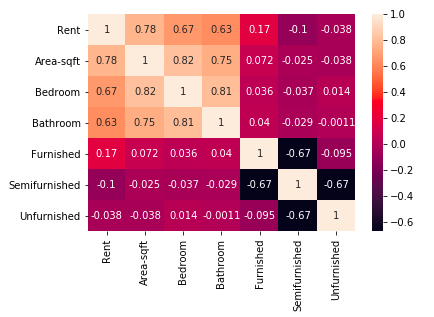 Rent 1 0.78 0.67 0.63 0.17 -0.1 -0.038
Area-sqft 0.78 1 0.82 0.75 0.072 -0.025 -0.038
Bedroom 0.67 0.82 1 0.81 0.036 -0.037 0.014
Bathroom 0.63 0.75 0.81 1 0.04 -0.029 -0.0011
Furnished 0.17 0.072 0.036 0.04 1 -0.67 -0.095
Semifurnished -0.1 -0.025 -0.037 -0.029 -0.67 1 -0.67
Unfurnished -0.038 -0.038 0.014 -0.0011 -0.095 -0.67 1
Rent
Area-sqft
Bedroom
Bathroom
Furnished
Semifurnished
Unfurnished
1.0
0.8
0.6
0.4
0.2
0.0
−0.2
−0.4
−0.6